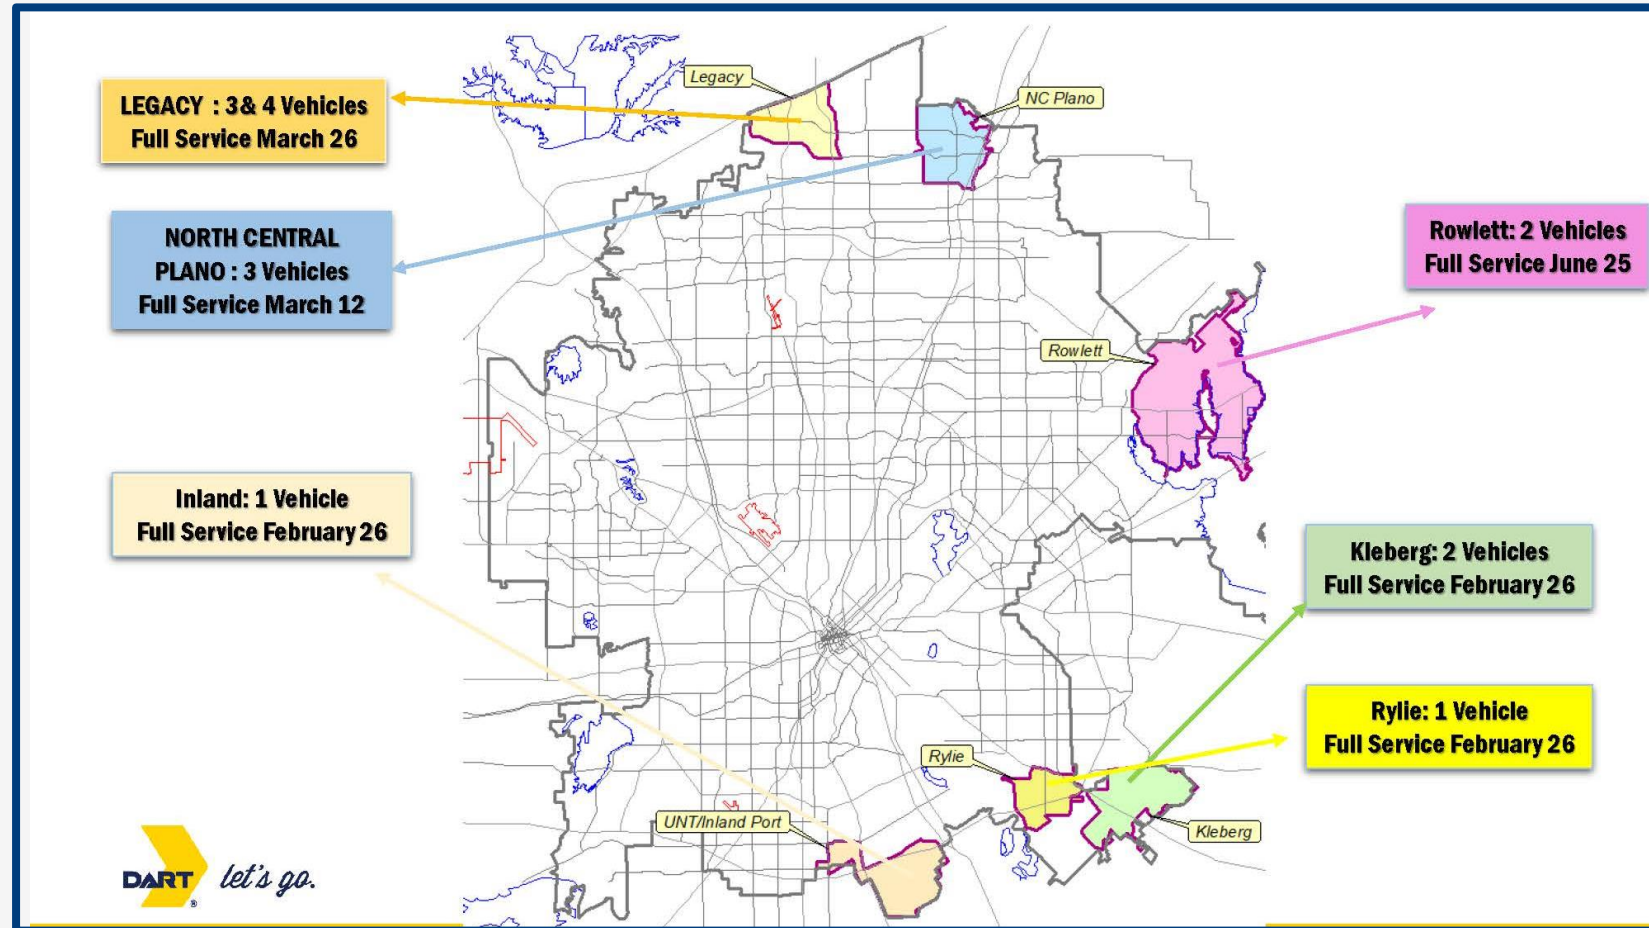 LEGACY : 3& 4 Vehicles
Full Service March 26
NORTH CENTRAL
PLANO : 3 Vehicles
Full Service March 12
Inland: 1 Vehicle
Full Service February 26
Legacy
NC Plano
Rowlett
Rylie
UNT/Inland Port
Kleberg
Rowlett: 2 Vehicles
Full Service June 25
Kleberg: 2 Vehicles
Full Service February 26
Rylie: 1 Vehicle
Full Service February 26
DART let's go.
®